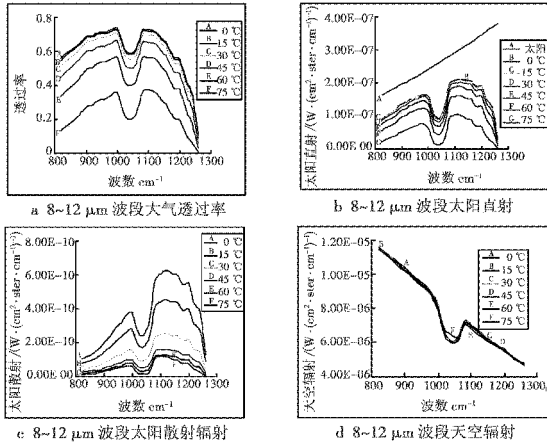 0.8
0.6
0.4
0.2
0
透过率
800 900 1000 1100 1200 1300
波数 cm⁻¹
A 0 ℃
B 15 ℃
C 30 ℃
D 45 ℃
E 60 ℃
F 75 ℃
a 8~12 μm 波段大气透过率
4.00E-07
3.00E-07
2.00E-07
1.00E-07
0.00E 00
太阳直射/(W·(cm²·ster·cm⁻¹)⁻¹)
800 900 1000 1100 1200 1300
波数 cm⁻¹
A 太阳
B 0 ℃
C 15 ℃
D 30 ℃
E 45 ℃
F 60 ℃
G 75 ℃
b 8~12 μm 波段太阳直射
8.00E-10
6.00E-10
4.00E-10
2.00E-10
0.00E 00
太阳散射/(W·(cm²·ster·cm⁻¹)⁻¹)
800 900 1000 1100 1200 1300
波数 cm⁻¹
A 0 ℃
B 15 ℃
C 30 ℃
D 45 ℃
E 60 ℃
F 75 ℃
c 8~12 μm 波段太阳散射辐射
1.20E-05
1.00E-05
8.00E-06
6.00E-06
4.00E-06
天空辐射/(W·(cm²·ster·cm⁻¹)⁻¹)
800 900 1000 1100 1200 1300
波数 cm⁻¹
A 0 ℃
B 15 ℃
C 30 ℃
D 45 ℃
E 60 ℃
F 75 ℃
d 8~12 μm 波段天空辐射